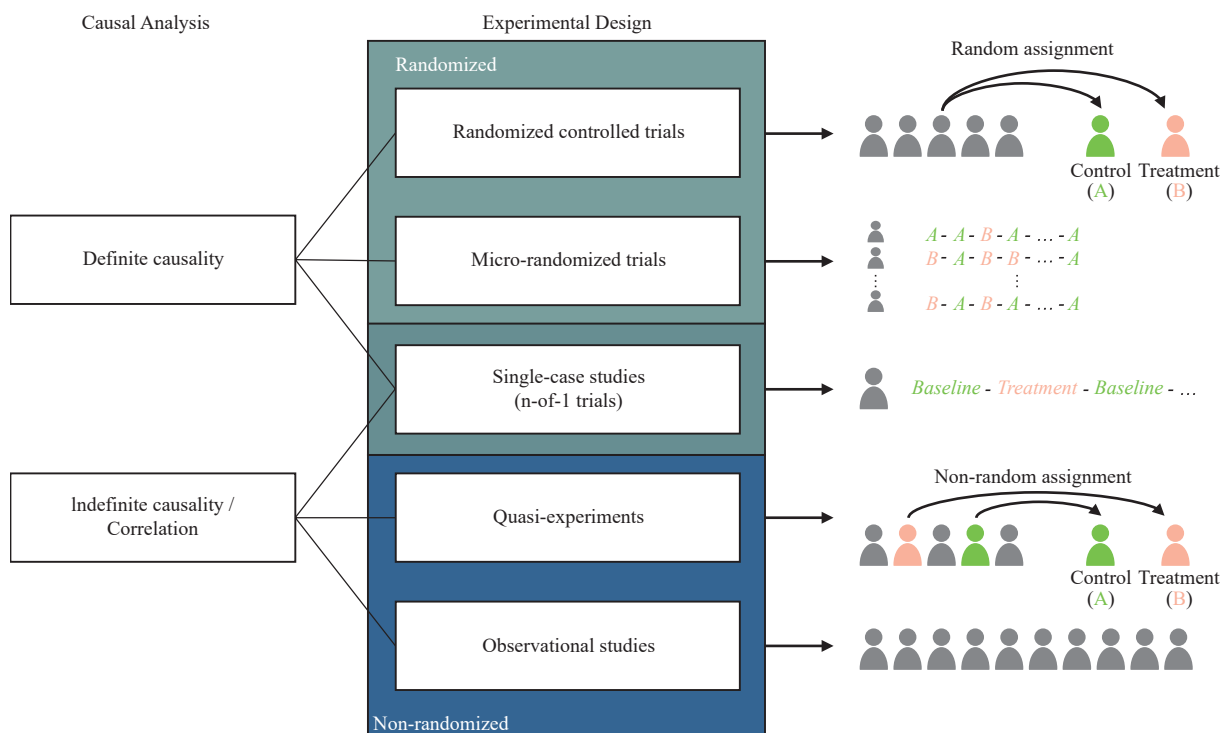 Causal Analysis
Experimental Design
Randomized
Randomized controlled trials
Random assignment
Control
(A)
Treatment
(B)
Definite causality
Micro-randomized trials
A - A - B - A - … - A
B - A - B - B - … - A
⋮ ⋮
B - A - B - A - … - A
Single-case studies
(n-of-1 trials)
Baseline - Treatment - Baseline - …
Indefinite causality /
Correlation
Quasi-experiments
Non-random assignment
Control
(A)
Treatment
(B)
Observational studies
Non-randomized